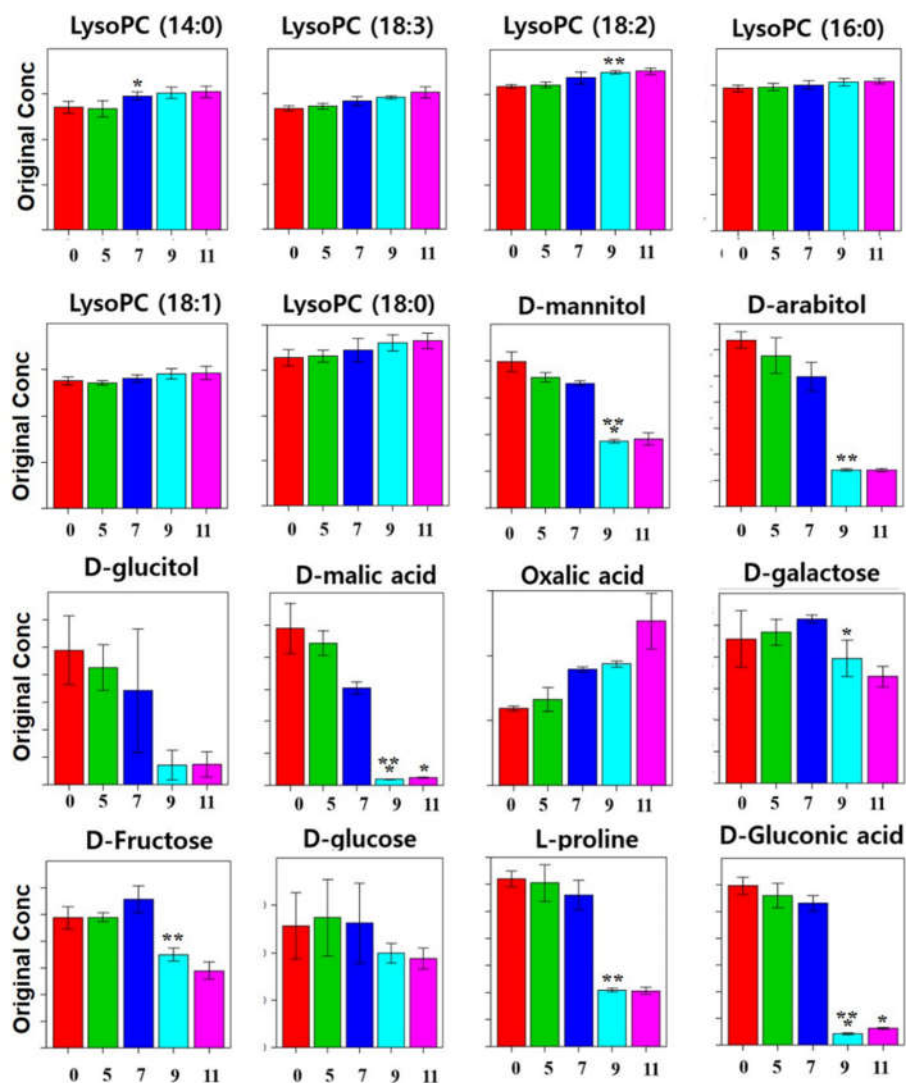 LysoPC (14:0) LysoPC (18:3) LysoPC (18:2) LysoPC (16:0)
Original Conc
*
**
0 5 7 9 11 0 5 7 9 11 0 5 7 9 11 0 5 7 9 11
LysoPC (18:1) LysoPC (18:0) D-mannitol D-arabitol
Original Conc
**
*
**
0 5 7 9 11 0 5 7 9 11 0 5 7 9 11 0 5 7 9 11
D-glucitol D-malic acid Oxalic acid D-galactose
Original Conc
**
*
*
*
0 5 7 9 11 0 5 7 9 11 0 5 7 9 11 0 5 7 9 11
D-Fructose D-glucose L-proline D-Gluconic acid
Original Conc
**
**
**
*
*
0 5 7 9 11 0 5 7 9 11 0 5 7 9 11 0 5 7 9 11